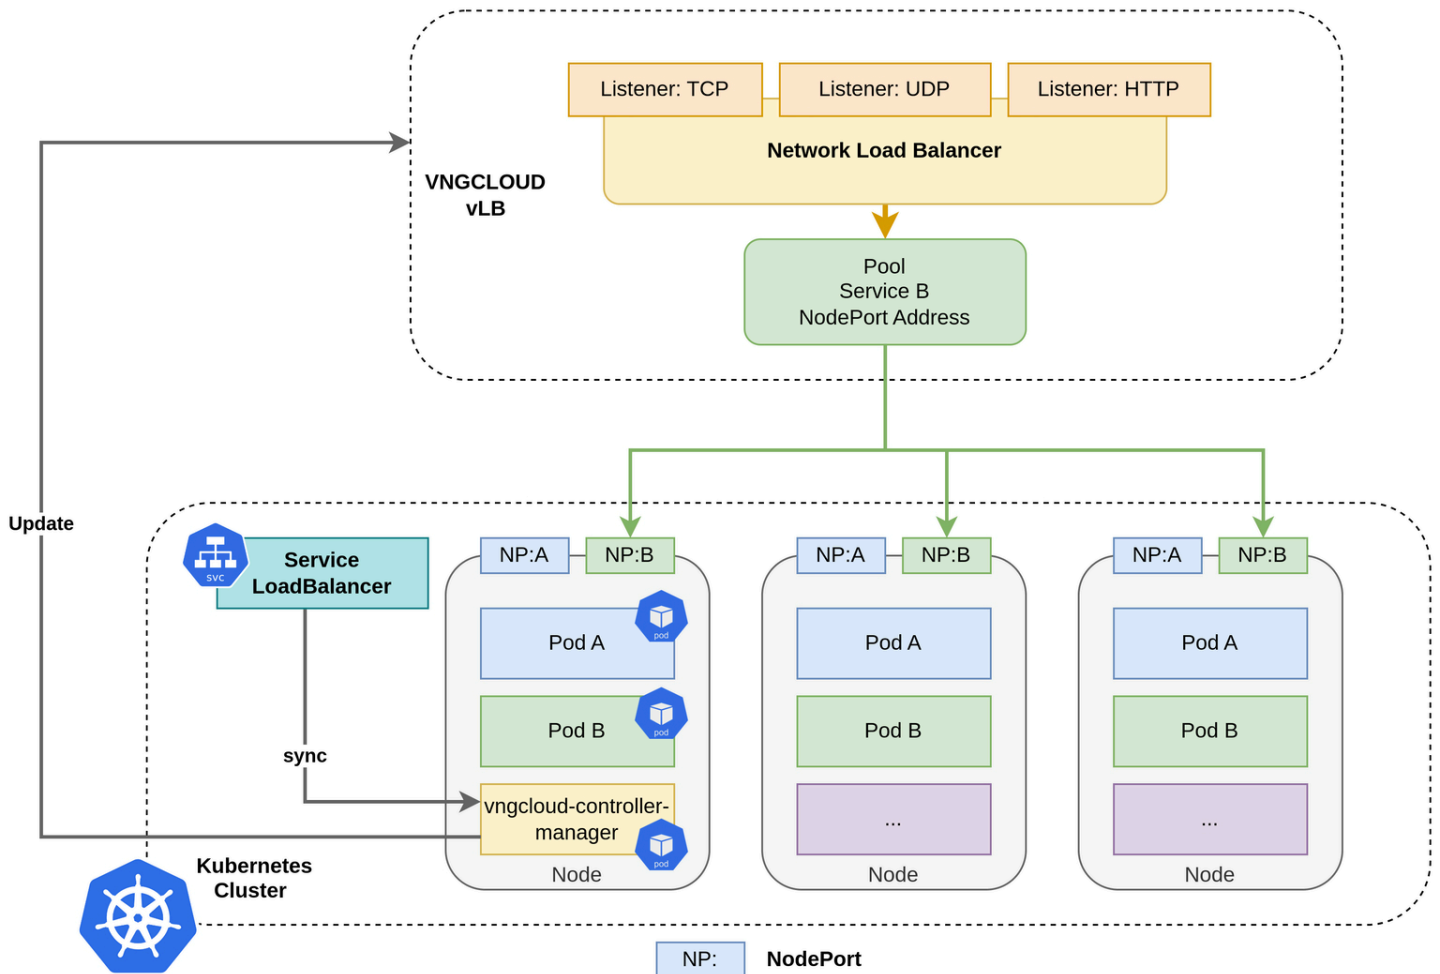 Listener: TCP
Listener: UDP
Listener: HTTP
Network Load Balancer
VNGCLOUD
vLB
Pool
Service B
NodePort Address
Update
svc
Service
LoadBalancer
NP:A
NP:B
NP:A
NP:B
NP:A
NP:B
Pod A
pod
Pod A
Pod A
Pod B
pod
Pod B
Pod B
sync
vngcloud-controller-
manager
pod
...
...
Node
Node
Node
Kubernetes
Cluster
NP:
NodePort